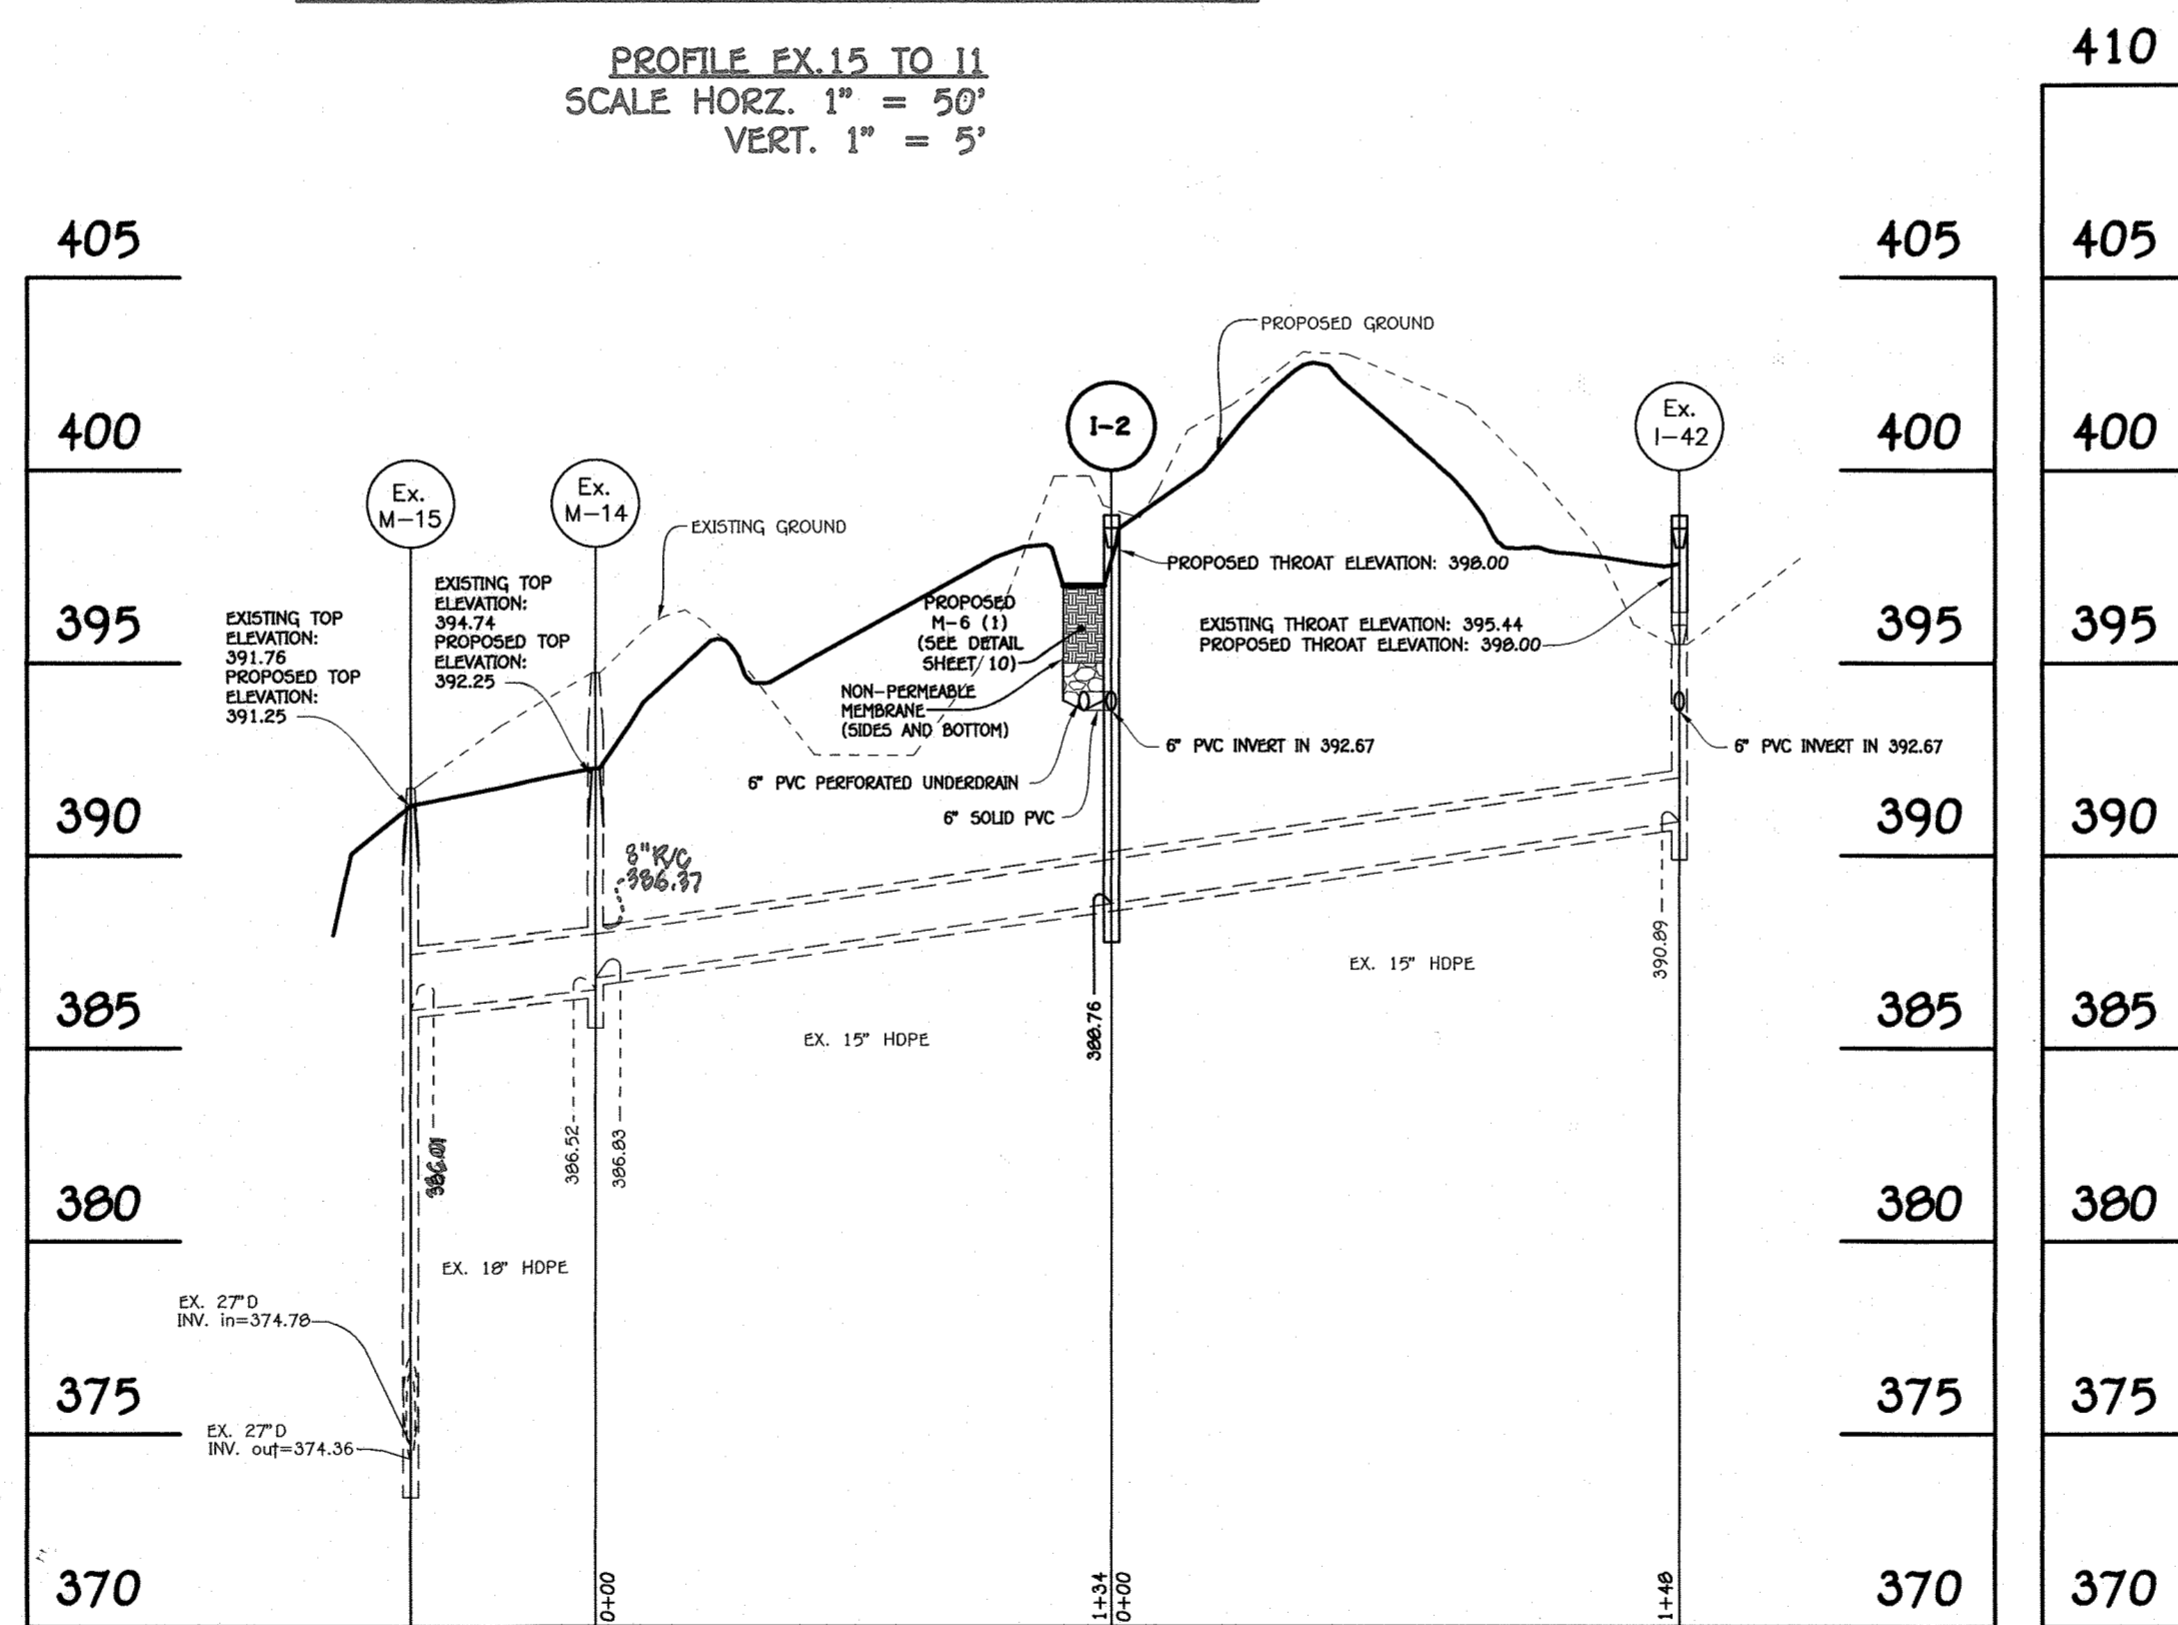 PROFILE EX.15 TO I1
SCALE HORZ. 1" = 50'
VERT. 1" = 5'
410
405
405
405
400
400
400
395
395
395
390
390
390
385
385
385
380
380
380
375
375
375
370
370
370
PROPOSED GROUND
I-2
Ex.
I-42
Ex.
M-15
Ex.
M-14
EXISTING GROUND
EXISTING TOP
ELEVATION:
391.76
PROPOSED TOP
ELEVATION:
391.25
EXISTING TOP
ELEVATION:
394.74
PROPOSED TOP
ELEVATION:
392.25
PROPOSED
M-6 (1)
(SEE DETAIL
SHEET 10)
NON-PERMEABLE
MEMBRANE
(SIDES AND BOTTOM)
PROPOSED THROAT ELEVATION: 398.00
EXISTING THROAT ELEVATION: 395.44
PROPOSED THROAT ELEVATION: 398.00
6" PVC INVERT IN 392.67
6" PVC INVERT IN 392.67
6" PVC PERFORATED UNDERDRAIN
6" SOLID PVC
8" R/C
386.37
EX. 15" HDPE
EX. 15" HDPE
390.89
388.76
386.52
386.83
EX. 18" HDPE
EX. 27"D
INV. in=374.78
EX. 27"D
INV. out=374.36
0+00
1+34
0+00
1+48